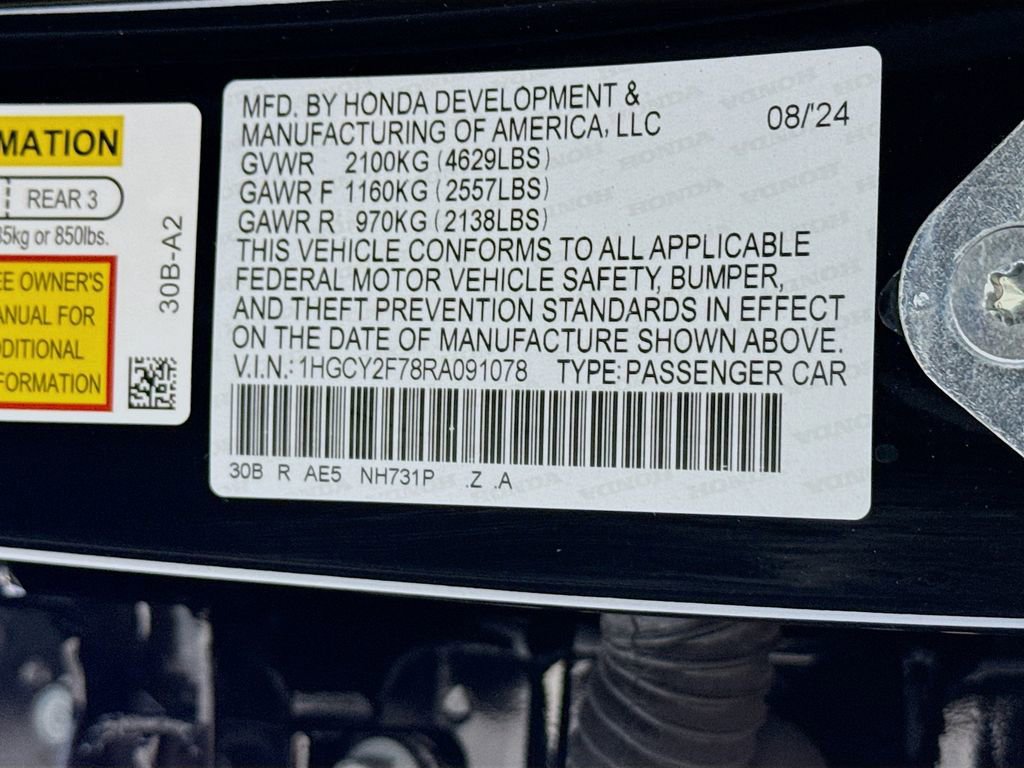 MATION
REAR 3
85kg or 850lbs.
EE OWNER'S
ANUAL FOR
DDITIONAL
FORMATION
30B-A2
MFD. BY HONDA DEVELOPMENT &
MANUFACTURING OF AMERICA, LLC
08/'24
GVWR 2100KG (4629LBS)
GAWR F 1160KG (2557LBS)
GAWR R 970KG (2138LBS)
THIS VEHICLE CONFORMS TO ALL APPLICABLE
FEDERAL MOTOR VEHICLE SAFETY, BUMPER,
AND THEFT PREVENTION STANDARDS IN EFFECT
ON THE DATE OF MANUFACTURE SHOWN ABOVE.
V.I.N.: 1HGCY2F78RA091078 TYPE: PASSENGER CAR
30B R AE5 NH731P .Z .A